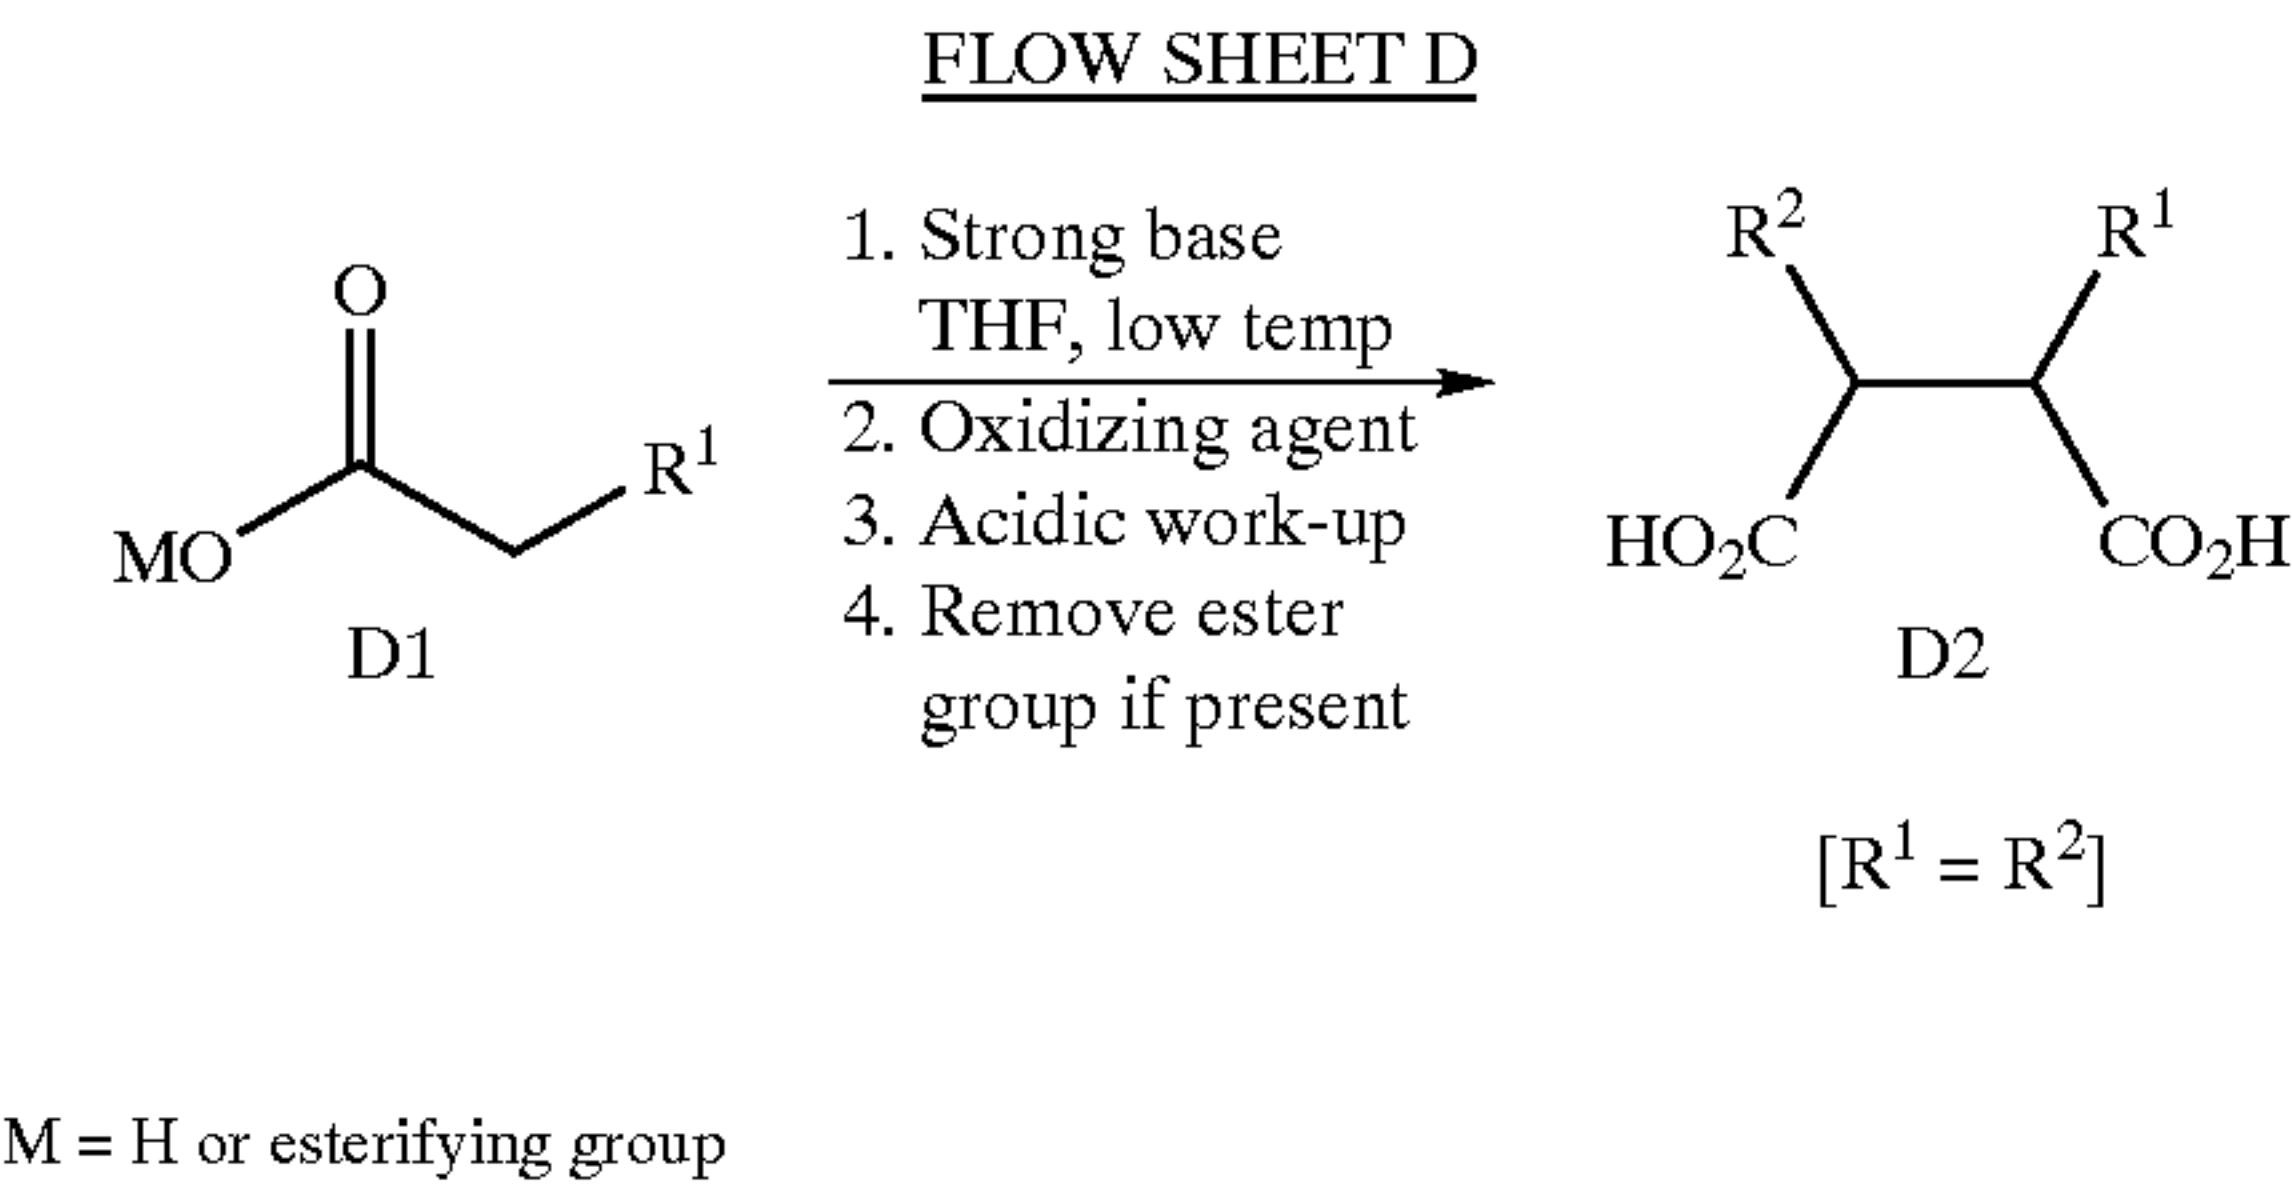 FLOW SHEET D
1. Strong base
THF, low temp
2. Oxidizing agent
3. Acidic work-up
4. Remove ester
group if present
O
MO
R¹
D1
R²
R¹
HO₂C
CO₂H
D2
[R¹ = R²]
M = H or esterifying group